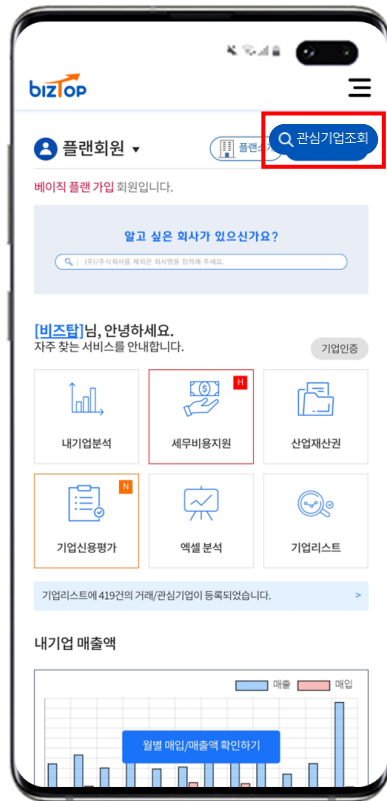 bizTOP
플랜회원 ▼
플랜소
관심기업조회
베이직 플랜 가입 회원입니다.
알고 싶은 회사가 있으신가요?
(주)/주식회사를 제외한 회사명을 입력해 주세요.
[비즈탑]님, 안녕하세요.
자주 찾는 서비스를 안내합니다.
기업인증
내기업분석
H
세무비용지원
산업재산권
N
기업신용평가
엑셀 분석
기업리스트
기업리스트에 419건의 거래/관심기업이 등록되었습니다. >
내기업 매출액
매출 매입
월별 매입/매출액 확인하기